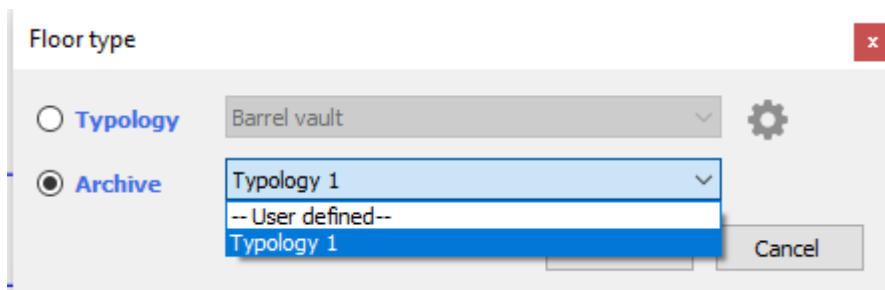 Floor type
x
Typology Barrel vault
Archive Typology 1
-- User defined--
Typology 1
Cancel